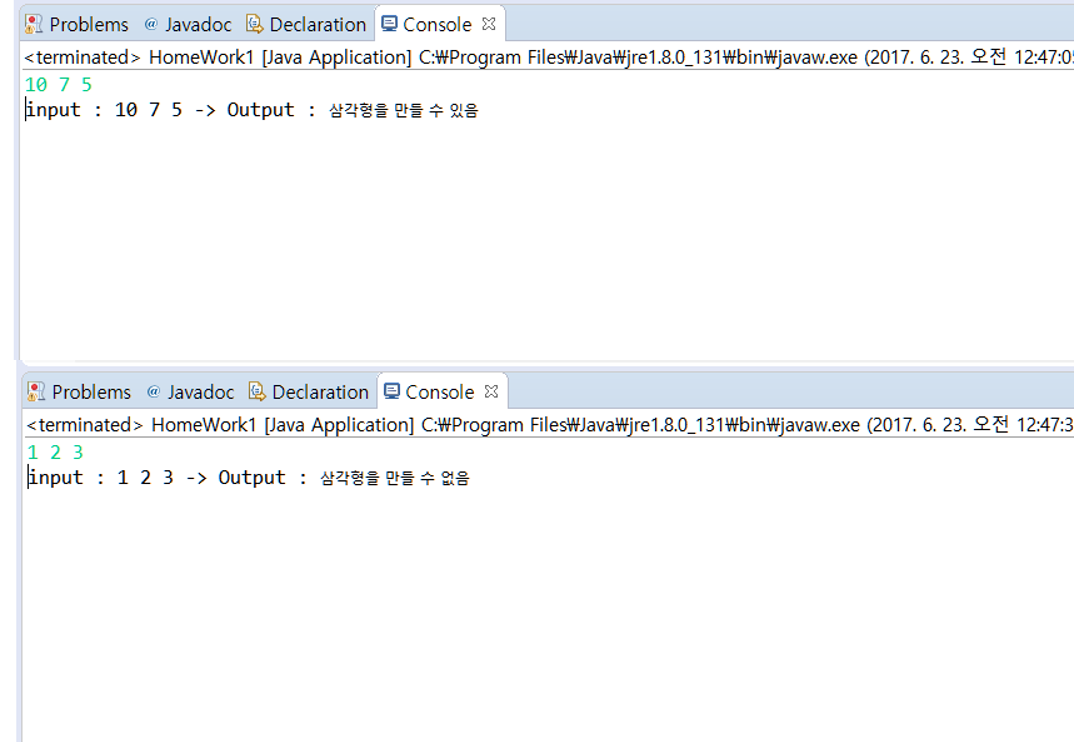 Problems @ Javadoc Declaration Console
<terminated> HomeWork1 [Java Application] C:₩Program Files₩Java₩jre1.8.0_131₩bin₩javaw.exe (2017. 6. 23. 오전 12:47:05
10 7 5
input : 10 7 5 -> Output : 삼각형을 만들 수 있음
Problems @ Javadoc Declaration Console
<terminated> HomeWork1 [Java Application] C:₩Program Files₩Java₩jre1.8.0_131₩bin₩javaw.exe (2017. 6. 23. 오전 12:47:3
1 2 3
input : 1 2 3 -> Output : 삼각형을 만들 수 없음